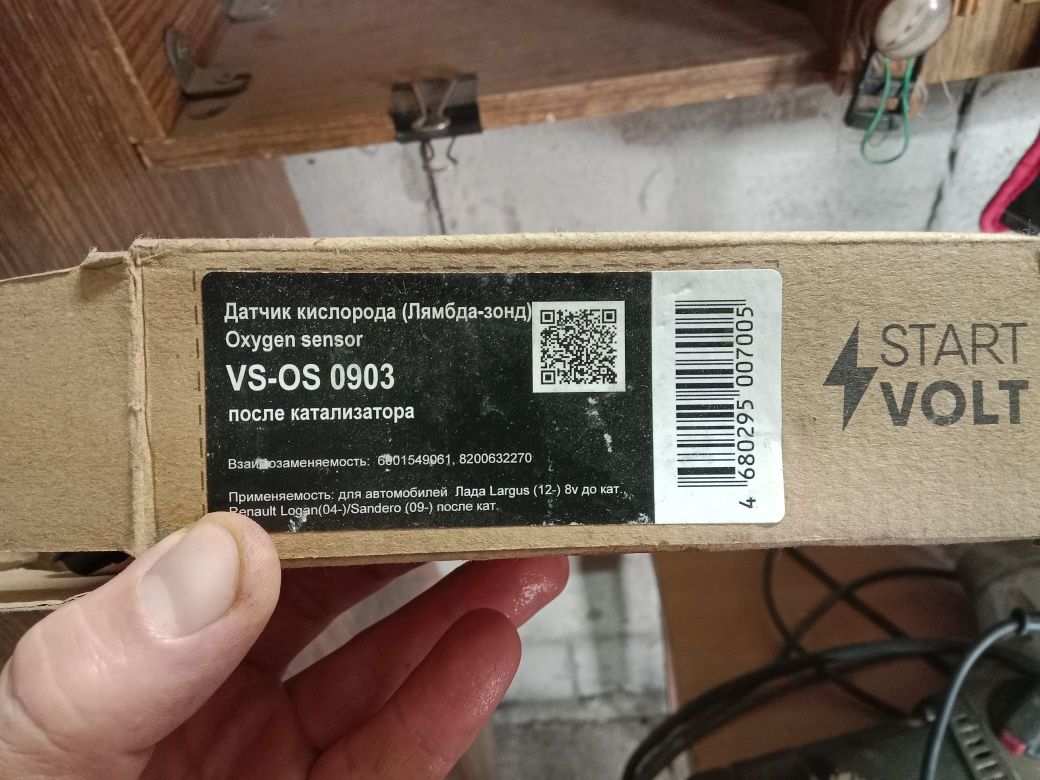 Датчик кислорода (Лямбда-зонд)
Oxygen sensor
VS-OS 0903
после катализатора
Взаимозаменяемость: 6001549061, 8200632270
Применяемость: для автомобилей Лада Largus (12-) 8v до кат.,
Renault Logan(04-)/Sandero (09-) после кат.
4 680295 007005
START
VOLT